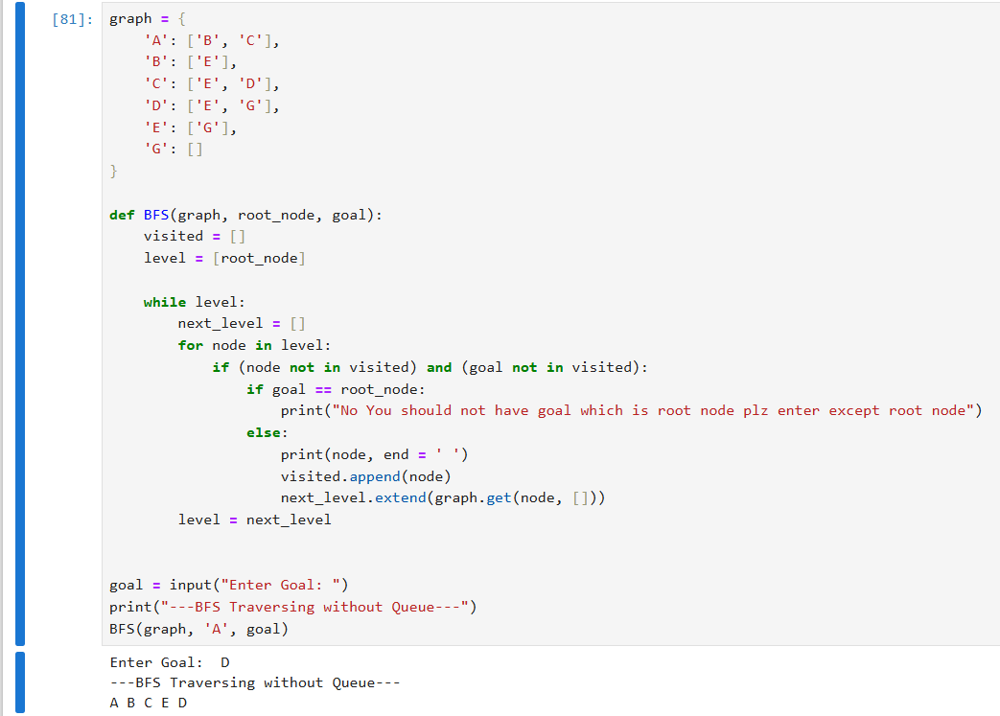 [81]: graph = {
    'A': ['B', 'C'],
    'B': ['E'],
    'C': ['E', 'D'],
    'D': ['E', 'G'],
    'E': ['G'],
    'G': []
}
def BFS(graph, root_node, goal):
    visited = []
    level = [root_node]
    while level:
        next_level = []
        for node in level:
            if (node not in visited) and (goal not in visited):
                if goal == root_node:
                    print("No You should not have goal which is root node plz enter except root node")
                else:
                    print(node, end = ' ')
                    visited.append(node)
                    next_level.extend(graph.get(node, []))
        level = next_level
goal = input("Enter Goal: ")
print("---BFS Traversing without Queue---")
BFS(graph, 'A', goal)
Enter Goal:  D
---BFS Traversing without Queue---
A B C E D